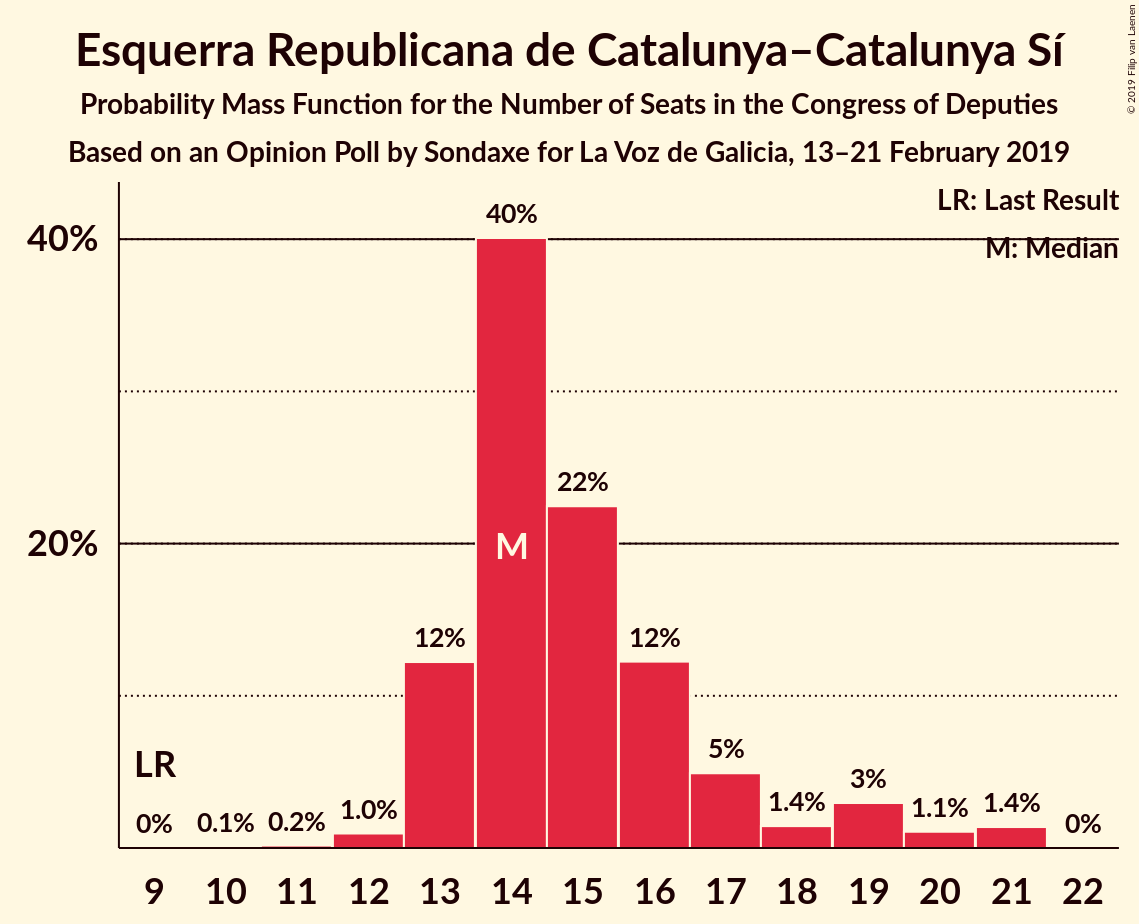 Esquerra Republicana de Catalunya–Catalunya Sí
Probability Mass Function for the Number of Seats in the Congress of Deputies
Based on an Opinion Poll by Sondaxe for La Voz de Galicia, 13–21 February 2019
© 2019 Filip van Laenen
LR: Last Result
M: Median
40%
20%
LR
0%
0.1%
0.2%
1.0%
12%
40%
M
22%
12%
5%
1.4%
3%
1.1%
1.4%
0%
9 10 11 12 13 14 15 16 17 18 19 20 21 22